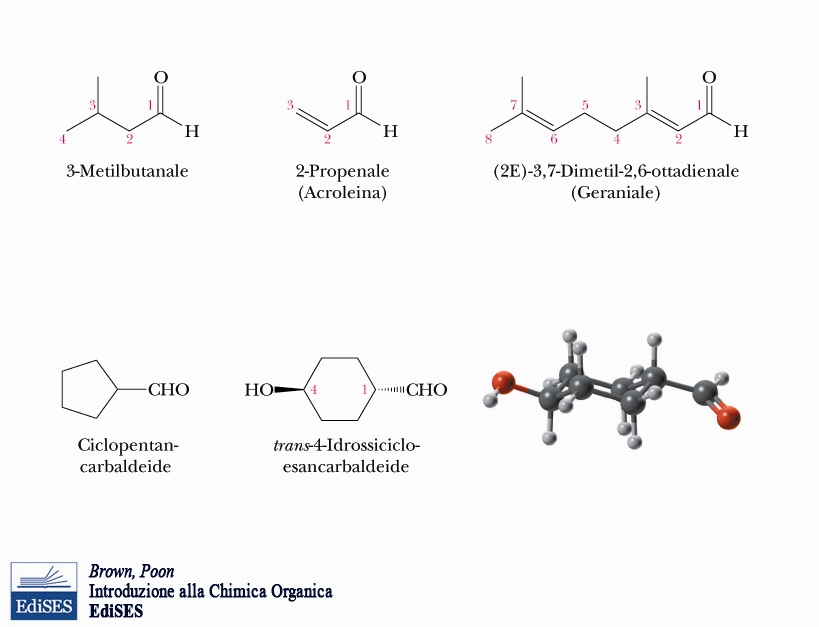 O
3
1
H
4
2
3-Metilbutanale
O
3
1
H
2
2-Propenale
(Acroleina)
O
7
5
3
1
H
8
6
4
2
(2E)-3,7-Dimetil-2,6-ottadienale
(Geraniale)
CHO
Ciclopentan-
carbaldeide
HO
4
1
CHO
trans-4-Idrossiciclo-
esancarbaldeide
EdiSES
Brown, Poon
Introduzione alla Chimica Organica
EdiSES